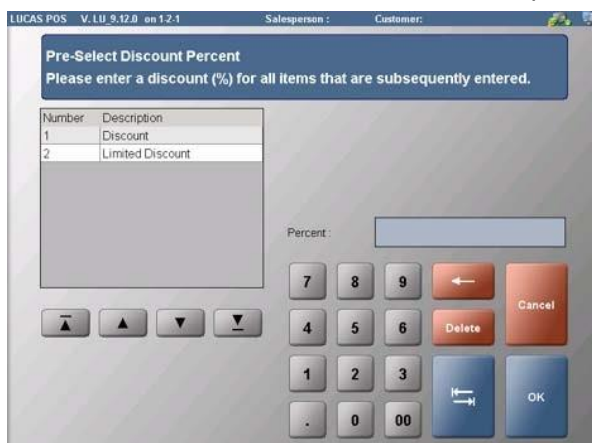 LUCAS POS V. LU_9.12.0 on 1-2-1 Salesperson : Customer:
Pre-Select Discount Percent
Please enter a discount (%) for all items that are subsequently entered.
Number Description
1 Discount
2 Limited Discount
Percent :
7 8 9
Cancel
4 5 6 Delete
1 2 3
OK
. 0 00